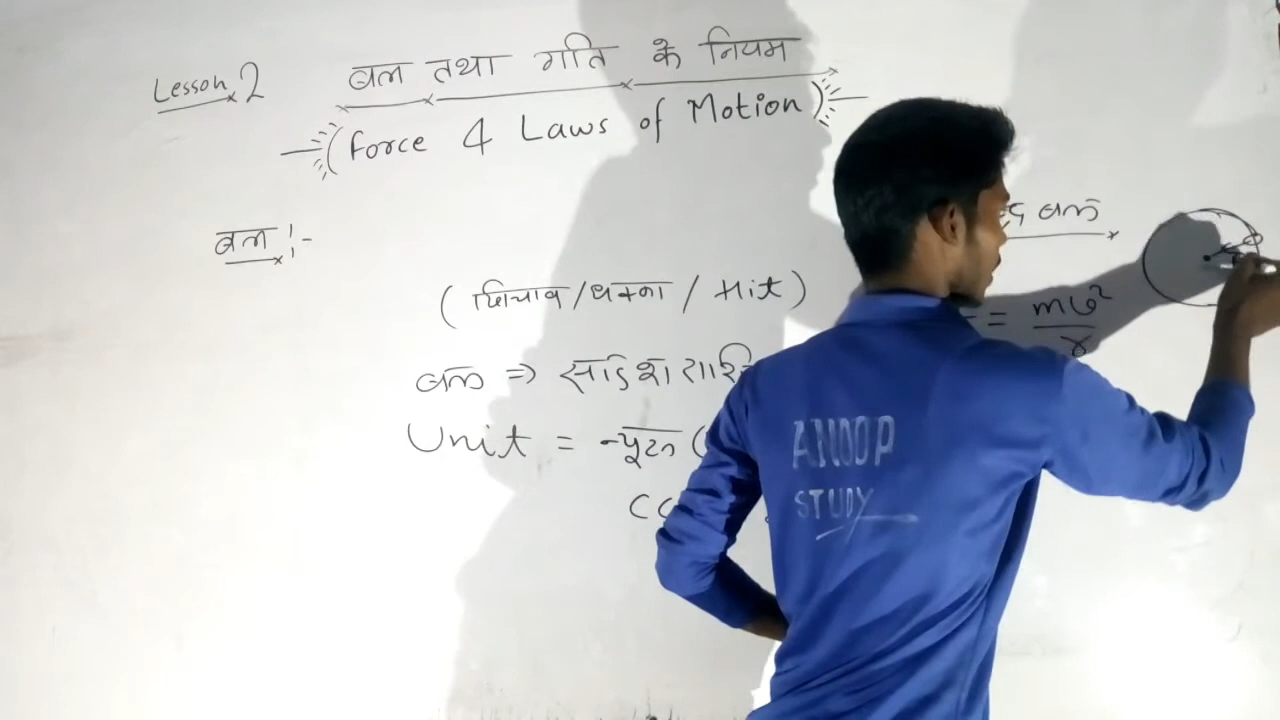 Lesson 2
बल तथा गति के नियम
(Force & Laws of Motion)
बल :-
(खिंचाव/धक्का / Hit)
बल ⇒ सदिश
Unit = न्यूटन (
बल
= mv²/r
ANOOP
STUDY